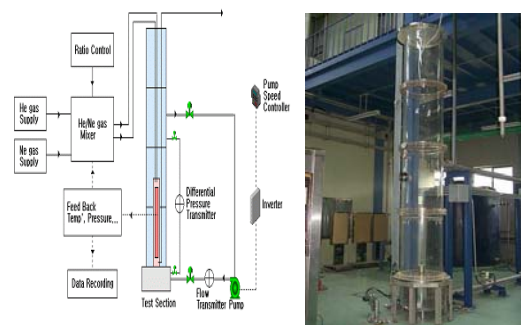 Ratio Control
He gas
Supply
He/Ne gas
Mixer
Ne gas
Supply
Pump
Speed
Controller
Feed Back
Temp', Pressure...
Differential
Pressure
Transmitter
Inverter
Data Recording
Test Section
Flow
Transmitter
Pump